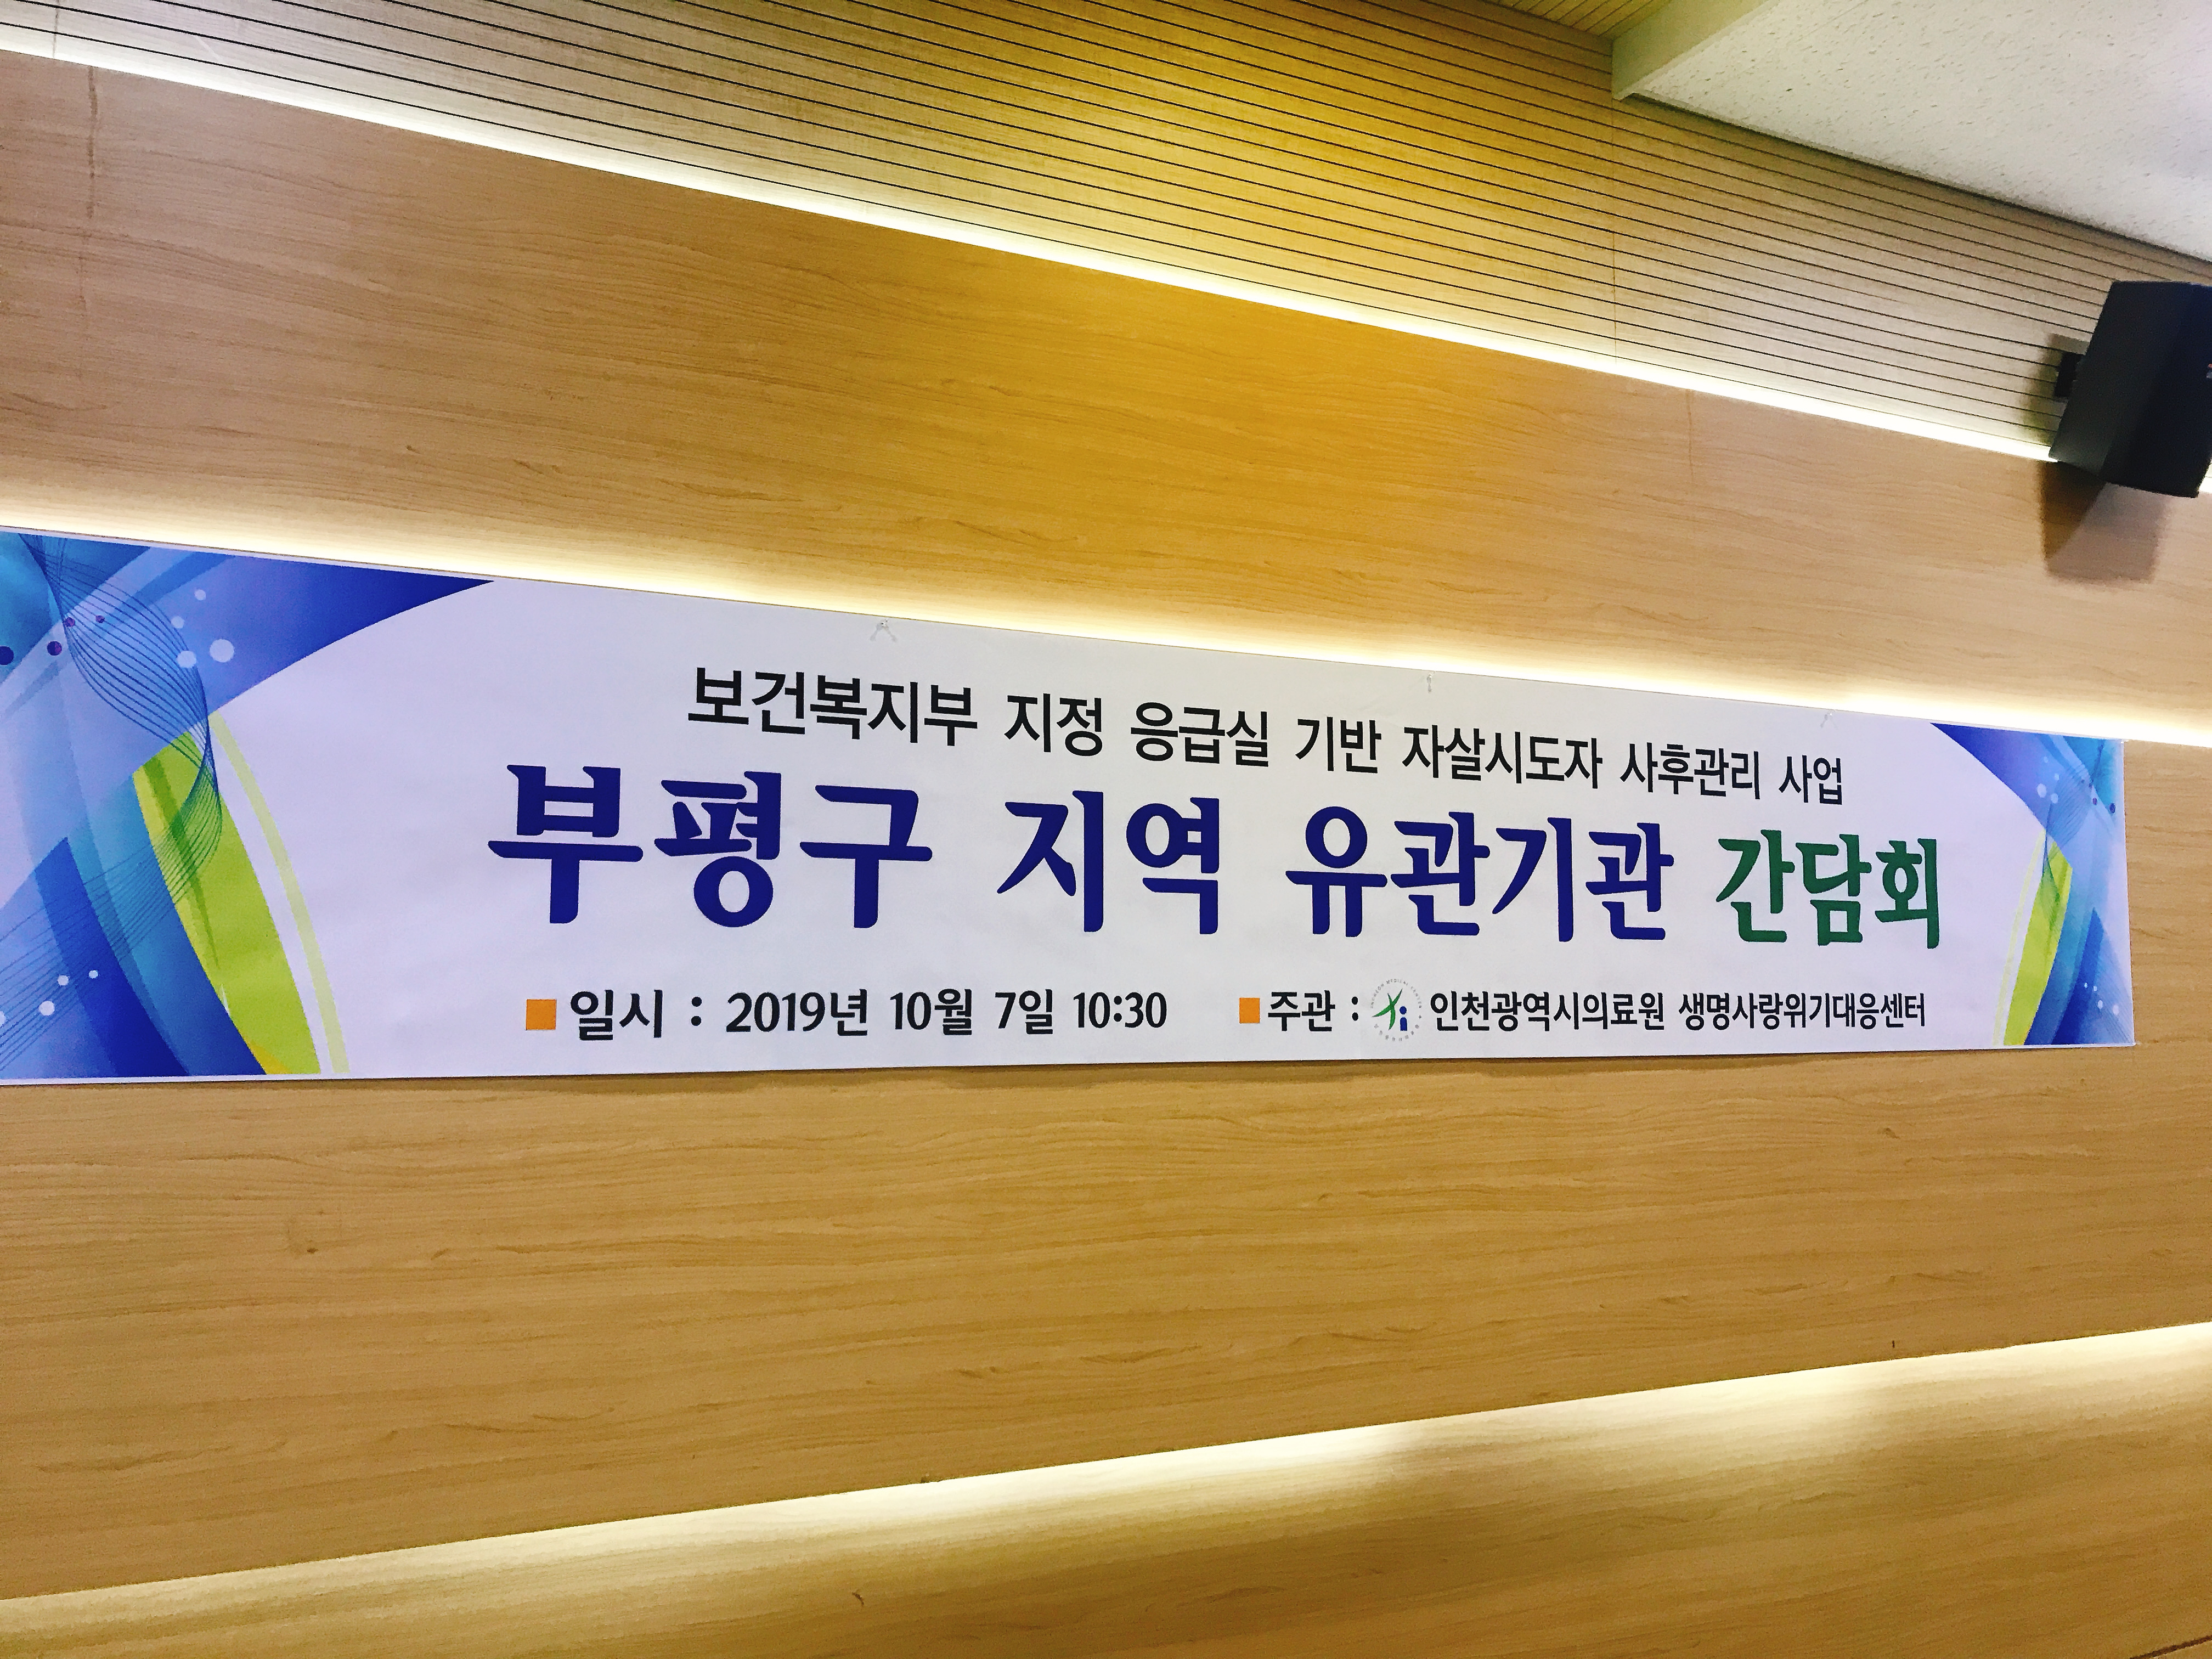 보건복지부 지정 응급실 기반 자살시도자 사후관리 사업
부평구 지역 유관기관 간담회
■일시 : 2019년 10월 7일 10:30 ■주관 : 인천광역시의료원 생명사랑위기대응센터